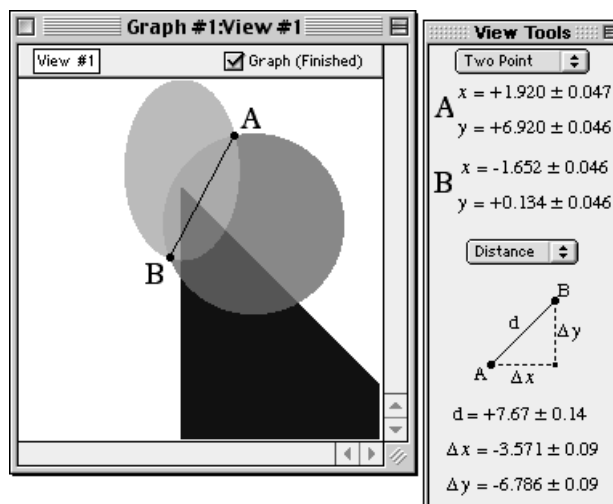 Graph #1:View #1
View #1
Graph (Finished)
A
B
View Tools
Two Point
A
x = +1.920 ± 0.047
y = +6.920 ± 0.046
B
x = -1.652 ± 0.046
y = +0.134 ± 0.046
Distance
B
d
Δy
A
Δx
d = +7.67 ± 0.14
Δx = -3.571 ± 0.09
Δy = -6.786 ± 0.09